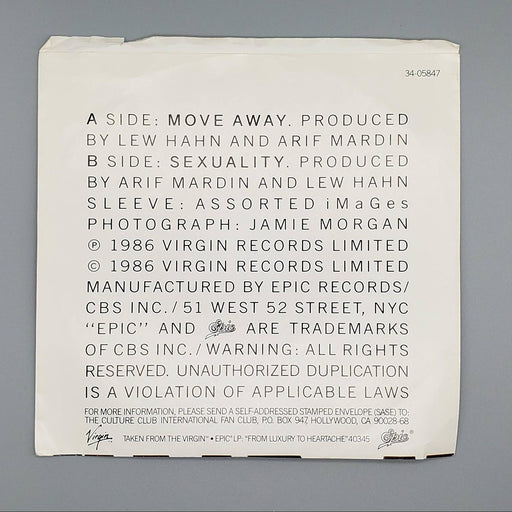 34-05847
A SIDE: MOVE AWAY. PRODUCED
BY LEW HAHN AND ARIF MARDIN
B SIDE: SEXUALITY. PRODUCED
BY ARIF MARDIN AND LEW HAHN
SLEEVE: ASSORTED iMaGes
PHOTOGRAPH: JAMIE MORGAN
℗ 1986 VIRGIN RECORDS LIMITED
© 1986 VIRGIN RECORDS LIMITED
MANUFACTURED BY EPIC RECORDS/
CBS INC. / 51 WEST 52 STREET, NYC
"EPIC" AND Epic ARE TRADEMARKS
OF CBS INC. / WARNING: ALL RIGHTS
RESERVED. UNAUTHORIZED DUPLICATION
IS A VIOLATION OF APPLICABLE LAWS
FOR MORE INFORMATION, PLEASE SEND A SELF-ADDRESSED STAMPED ENVELOPE (SASE) TO:
THE CULTURE CLUB INTERNATIONAL FAN CLUB, P.O. BOX 947, HOLLYWOOD, CA 90028-68
Virgin TAKEN FROM THE VIRGIN™ • EPIC® LP: "FROM LUXURY TO HEARTACHE" 40345 Epic®